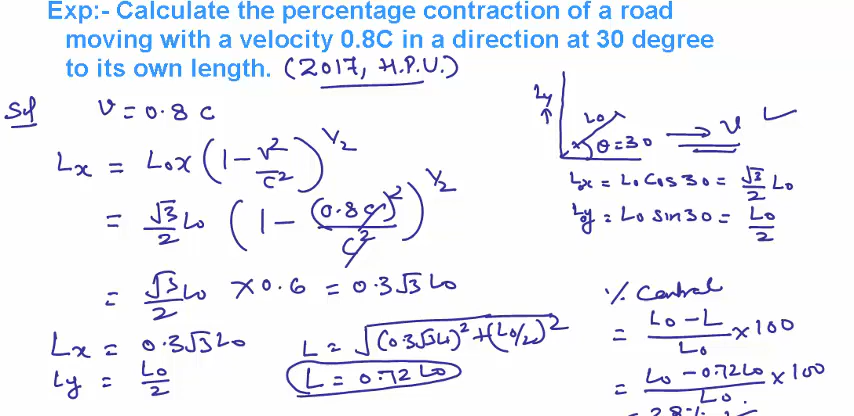 Exp:- Calculate the percentage contraction of a road
moving with a velocity 0.8C in a direction at 30 degree
to its own length. (2017, H.P.U.)
Sol v = 0.8 c
Lx = Lox (1 - v²/c²)^1/2
= √3/2 Lo (1 - (0.8c)²/c²)^1/2
= √3/2 Lo × 0.6 = 0.3√3 Lo
Lx = 0.3√3 Lo
Ly = Lo/2
L = √(0.3√3Lo)² + (Lo/2)²
L = 0.72 Lo
Ly
Lo
θ = 30 → v
Lox = Lo Cos 30 = √3/2 Lo
Loy = Lo Sin 30 = Lo/2
% Contral
= Lo - L/Lo × 100
= Lo - 0.72Lo/Lo × 100
= 28%